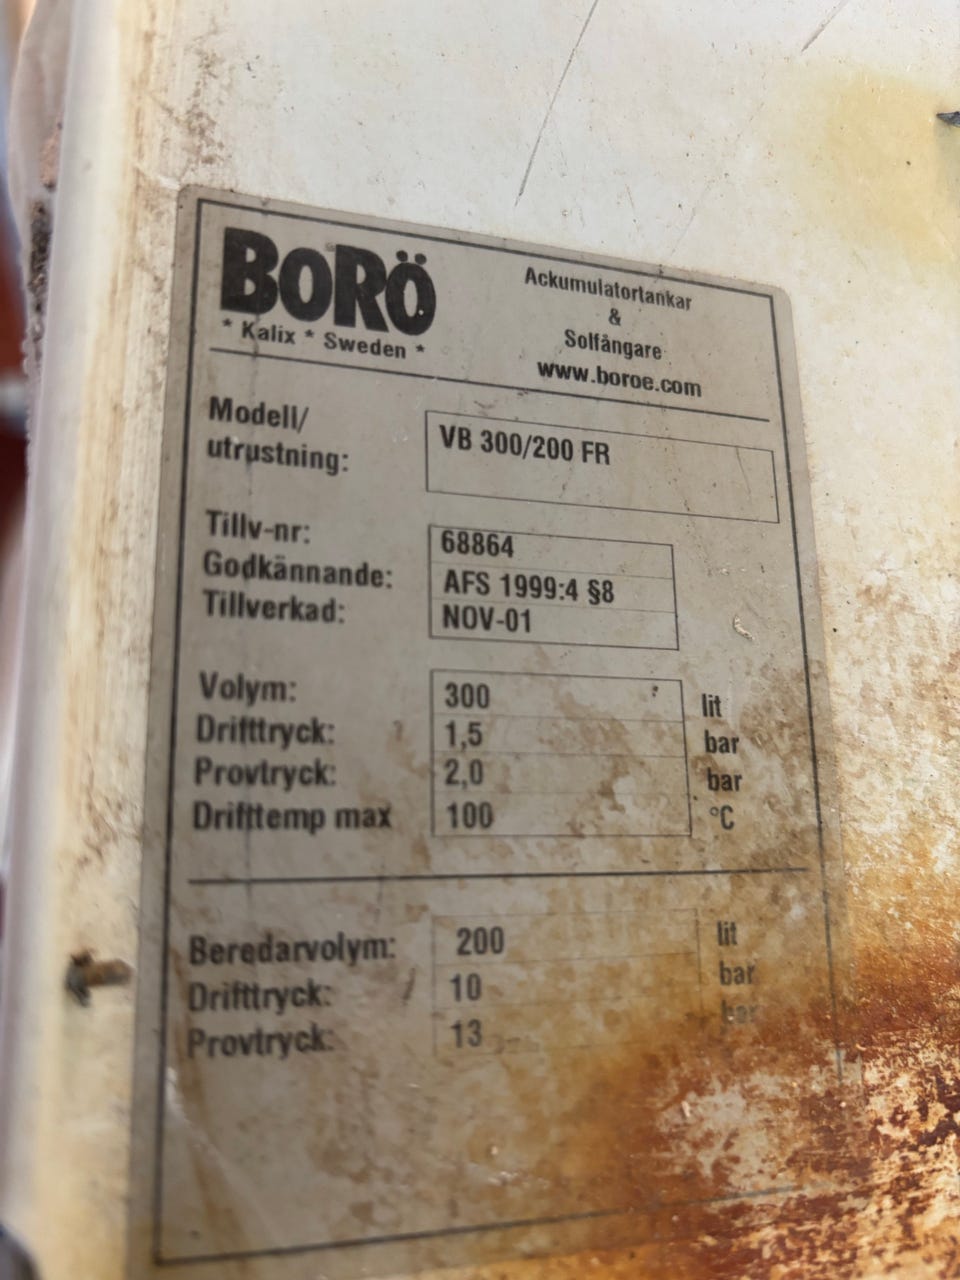 BORÖ
* Kalix * Sweden *
Ackumulatortankar
&
Solfångare
www.boroe.com
Modell/
utrustning: VB 300/200 FR
Tillv-nr: 68864
Godkännande: AFS 1999:4 §8
Tillverkad: NOV-01
Volym: 300 lit
Drifttryck: 1,5 bar
Provtryck: 2,0 bar
Drifttemp max 100 °C
Beredarvolym: 200 lit
Drifttryck: 10 bar
Provtryck: 13 bar